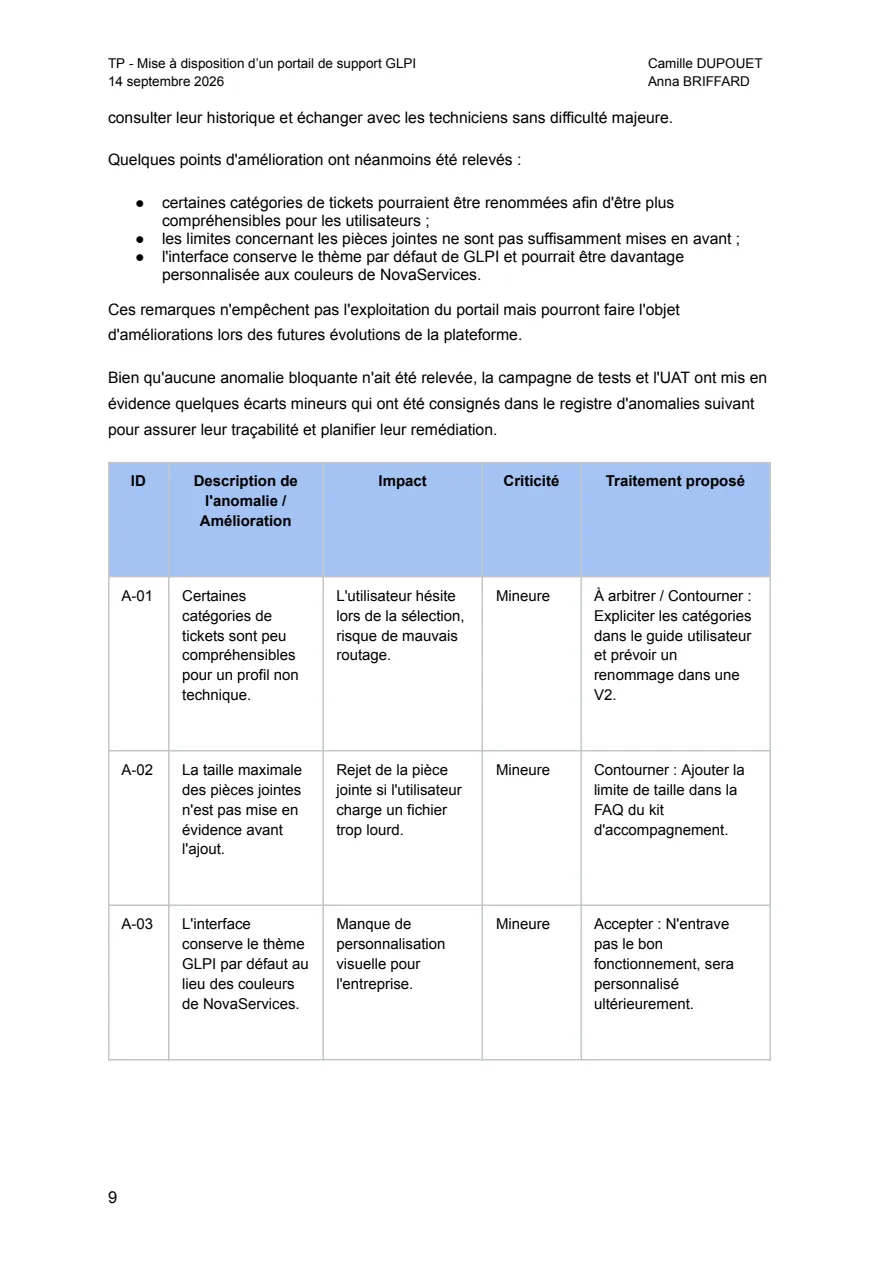 TP - Mise à disposition d'un portail de support GLPI
Camille DUPOUET
14 septembre 2026
Anna BRIFFARD
consulter leur historique et échanger avec les techniciens sans difficulté majeure.
Quelques points d'amélioration ont néanmoins été relevés :
● certaines catégories de tickets pourraient être renommées afin d'être plus
compréhensibles pour les utilisateurs ;
● les limites concernant les pièces jointes ne sont pas suffisamment mises en avant ;
● l'interface conserve le thème par défaut de GLPI et pourrait être davantage
personnalisée aux couleurs de NovaServices.
Ces remarques n'empêchent pas l'exploitation du portail mais pourront faire l'objet
d'améliorations lors des futures évolutions de la plateforme.
Bien qu'aucune anomalie bloquante n'ait été relevée, la campagne de tests et l'UAT ont mis en
évidence quelques écarts mineurs qui ont été consignés dans le registre d'anomalies suivant
pour assurer leur traçabilité et planifier leur remédiation.
ID
Description de
l'anomalie /
Amélioration
Impact
Criticité
Traitement proposé
A-01
Certaines
catégories de
tickets sont peu
compréhensibles
pour un profil non
technique.
L'utilisateur hésite
lors de la sélection,
risque de mauvais
routage.
Mineure
À arbitrer / Contourner :
Expliciter les catégories
dans le guide utilisateur
et prévoir un
renommage dans une
V2.
A-02
La taille maximale
des pièces jointes
n'est pas mise en
évidence avant
l'ajout.
Rejet de la pièce
jointe si l'utilisateur
charge un fichier
trop lourd.
Mineure
Contourner : Ajouter la
limite de taille dans la
FAQ du kit
d'accompagnement.
A-03
L'interface
conserve le thème
GLPI par défaut au
lieu des couleurs
de NovaServices.
Manque de
personnalisation
visuelle pour
l'entreprise.
Mineure
Accepter : N'entrave
pas le bon
fonctionnement, sera
personnalisé
ultérieurement.
9